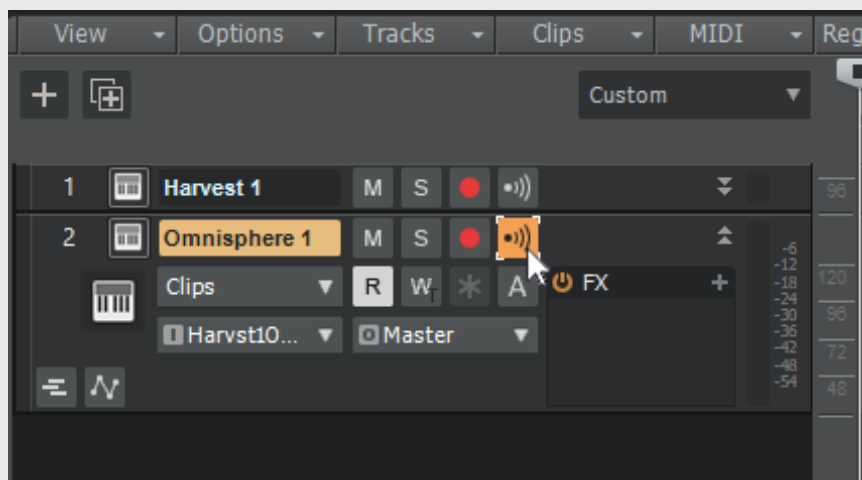 View Options Tracks Clips MIDI Reg
Custom
1 Harvest 1 M S
96
2 Omnisphere 1 M S
-6
-12
Clips R W T A FX -18 120
-24
I Harvst10... O Master -30 96
-36
-42 72
-48
-54 48